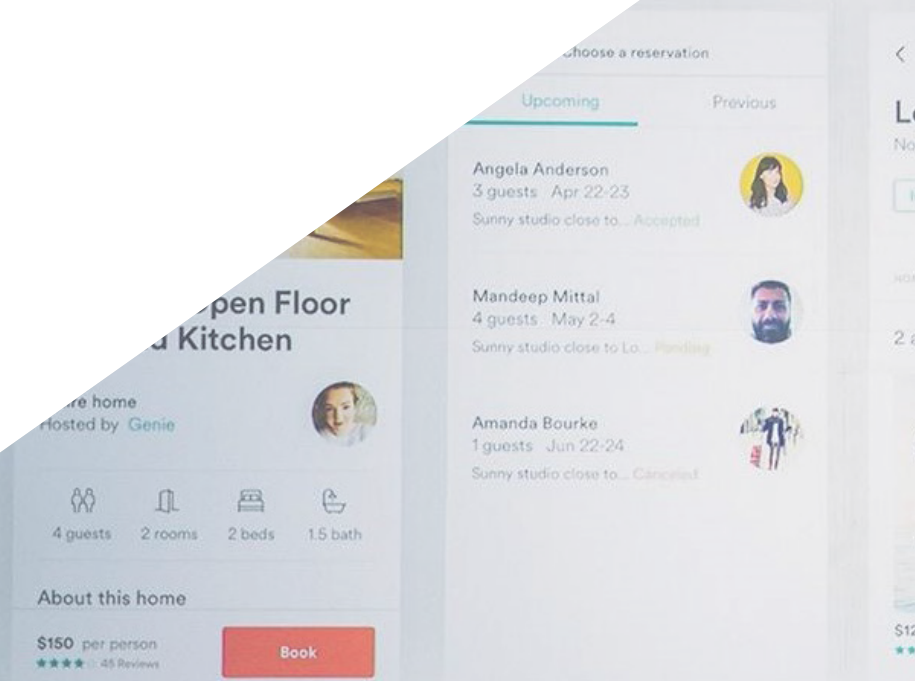 Choose a reservation
Upcoming
Previous
Angela Anderson
3 guests Apr 22-23
Sunny studio close to... Accepted
Mandeep Mittal
4 guests May 2-4
Sunny studio close to Lo... Pending
Amanda Bourke
1 guests Jun 22-24
Sunny studio close to... Canceled
pen Floor
Kitchen
home
Hosted by Genie
4 guests
2 rooms
2 beds
1.5 bath
About this home
$150 per person
45 Reviews
Book
No
2
$12